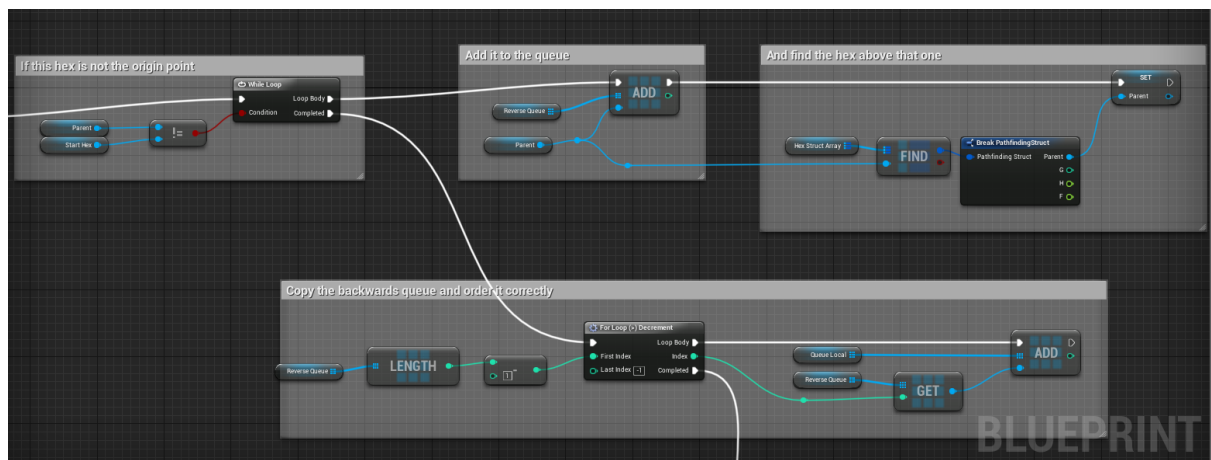 If this hex is not the origin point
While Loop
Loop Body
Condition
Completed
Parent
Start Hex
!=
Add it to the queue
Reverse Queue
ADD
Parent
And find the hex above that one
SET
Parent
Hex Struct Array
FIND
Break PathfindingStruct
Pathfinding Struct
Parent
G
H
F
Copy the backwards queue and order it correctly
Reverse Queue
LENGTH
1
-
For Loop (+) Decrement
Loop Body
First Index
Index
Last Index -1
Completed
Queue Local
ADD
Reverse Queue
GET
BLUEPRINT